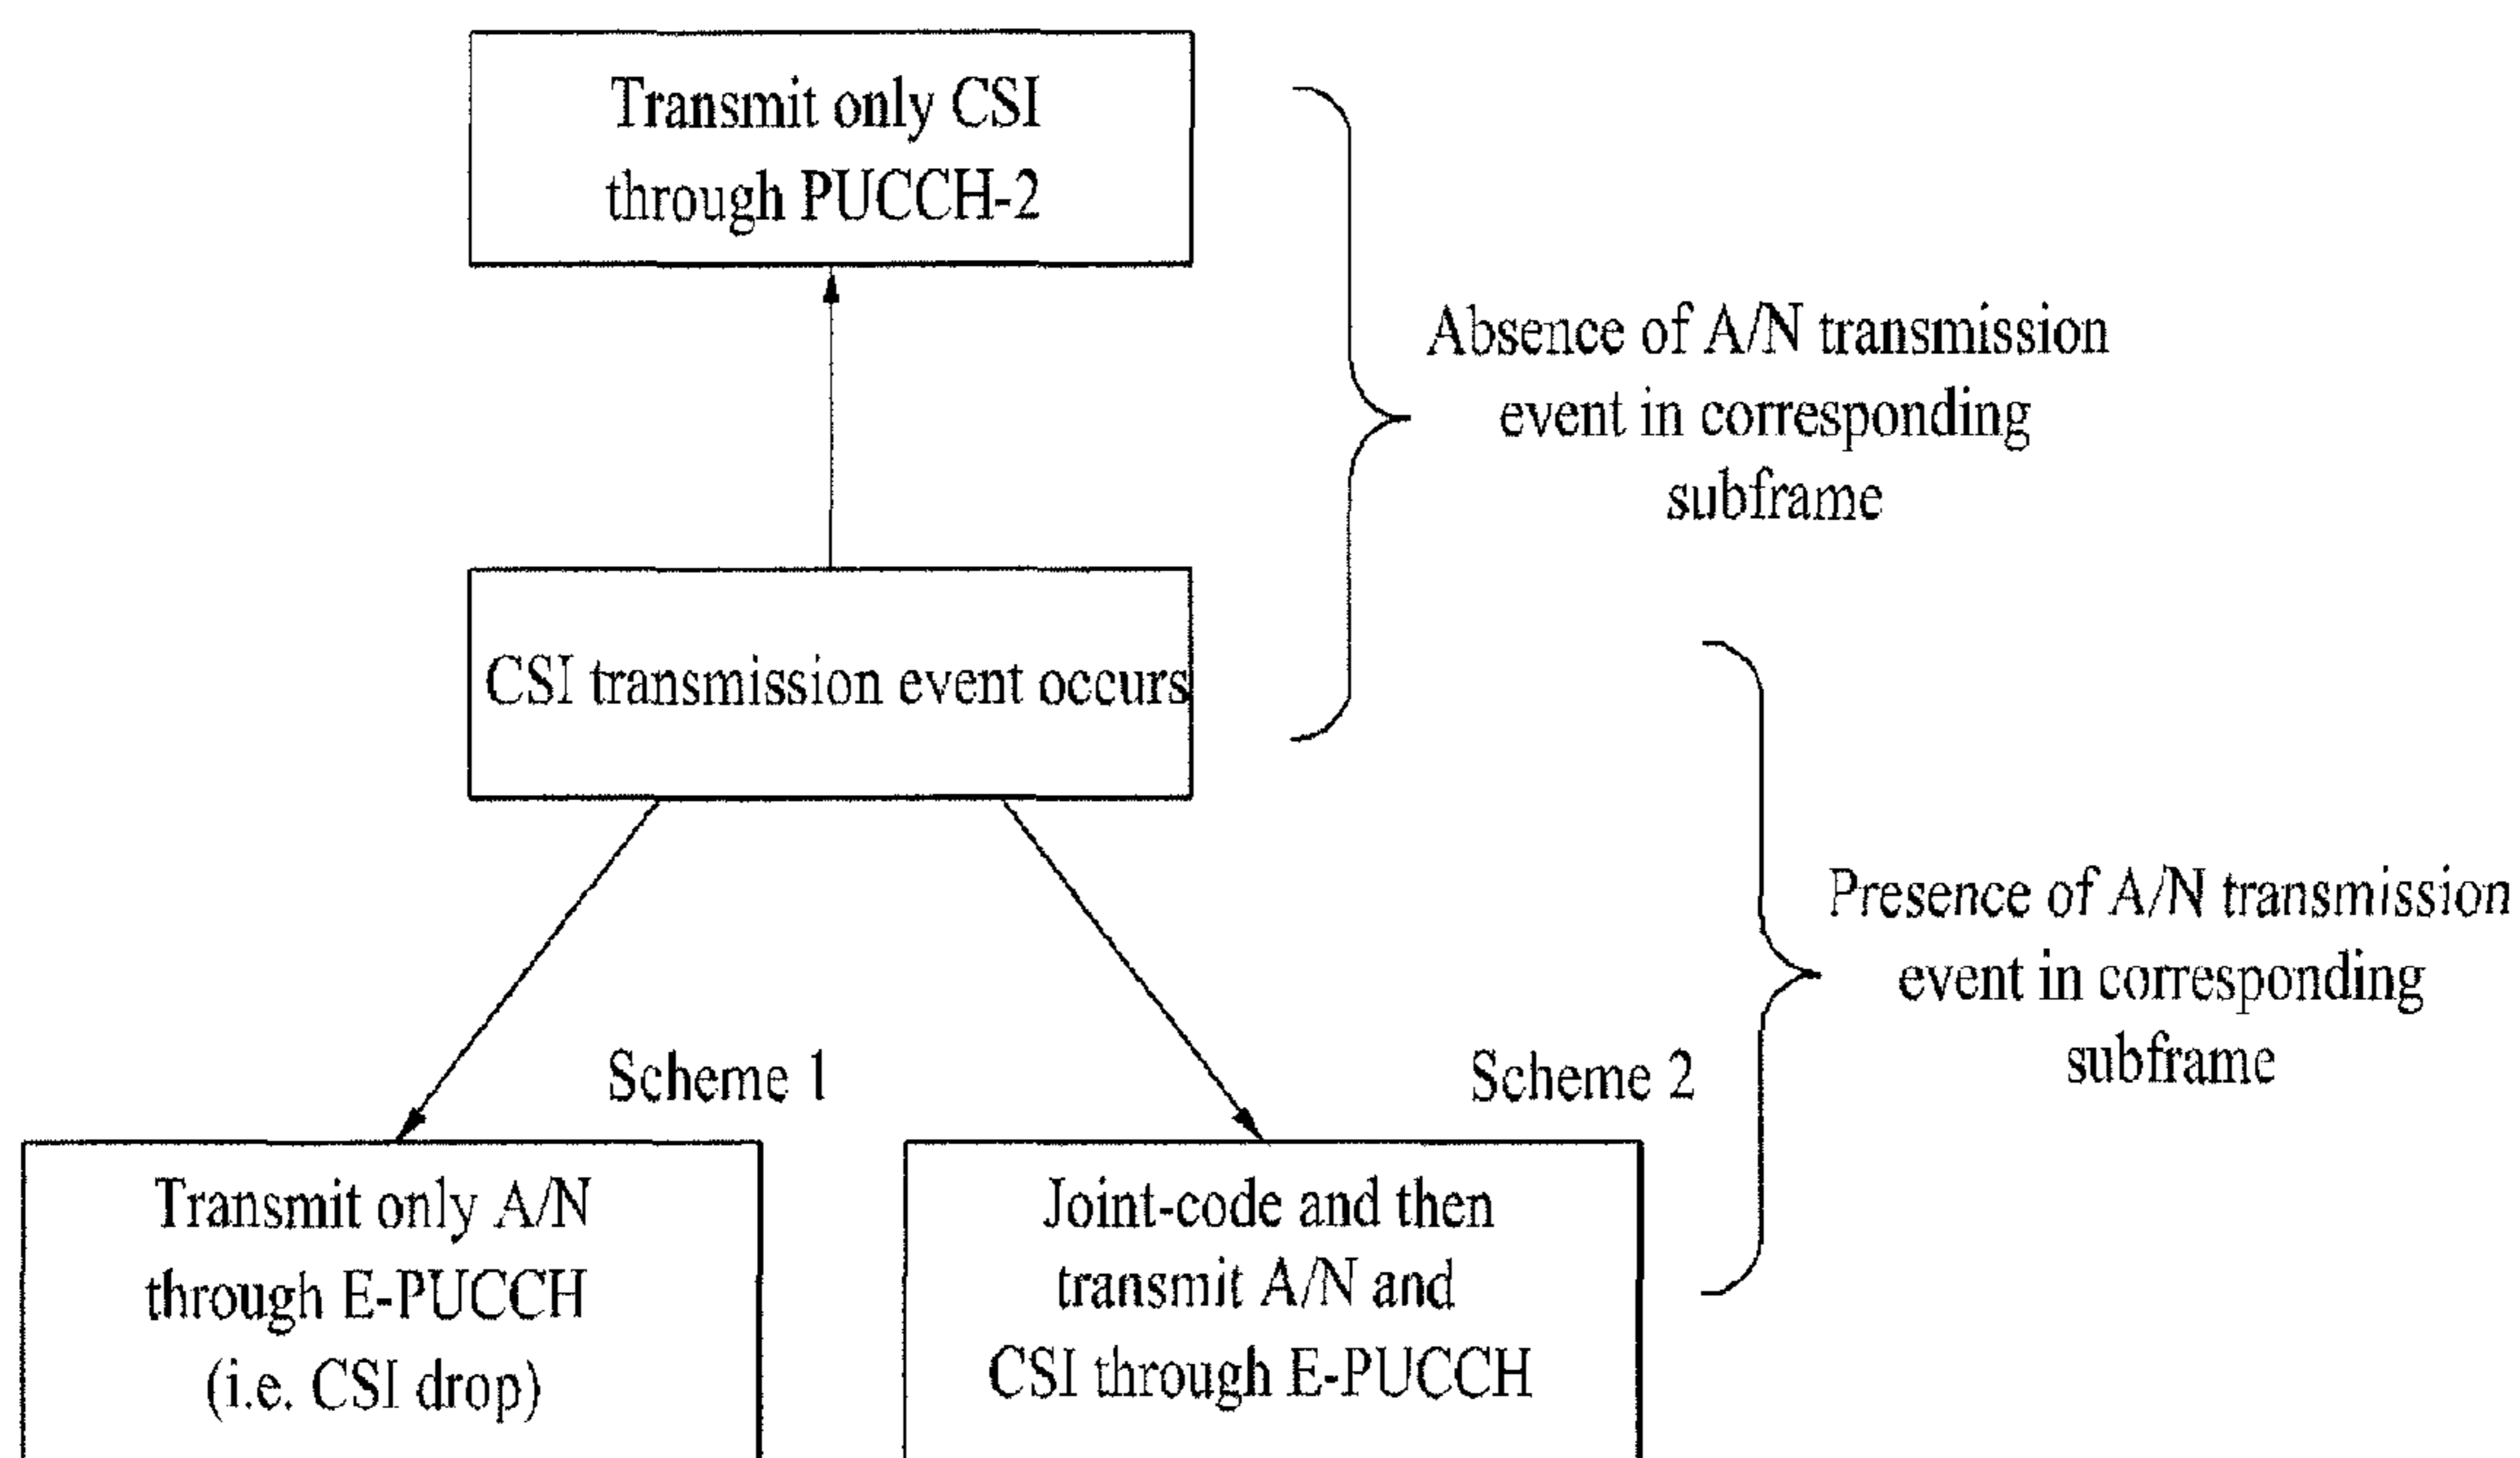 Transmit only CSI
through PUCCH-2
Absence of A/N transmission
event in corresponding
subframe
CSI transmission event occurs
Presence of A/N transmission
event in corresponding
subframe
Scheme 1
Scheme 2
Transmit only A/N
through E-PUCCH
(i.e. CSI drop)
Joint-code and then
transmit A/N and
CSI through E-PUCCH